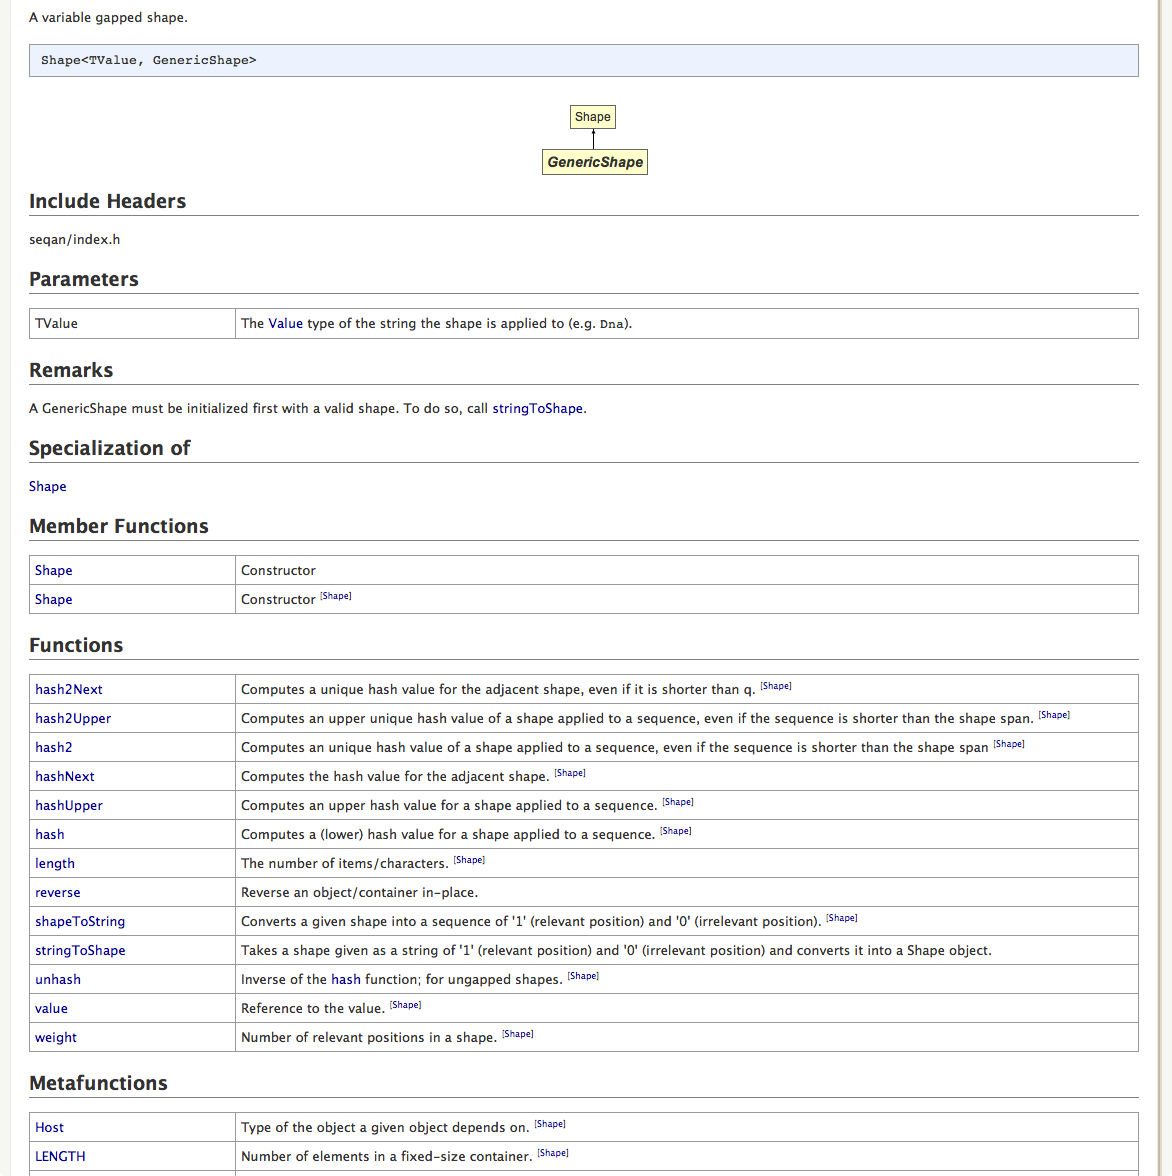 A variable gapped shape.
Shape<TValue, GenericShape>
Shape
GenericShape
Include Headers
seqan/index.h
Parameters
TValue The Value type of the string the shape is applied to (e.g. Dna).
Remarks
A GenericShape must be initialized first with a valid shape. To do so, call stringToShape.
Specialization of
Shape
Member Functions
Shape Constructor
Shape Constructor [Shape]
Functions
hash2Next Computes a unique hash value for the adjacent shape, even if it is shorter than q. [Shape]
hash2Upper Computes an upper unique hash value of a shape applied to a sequence, even if the sequence is shorter than the shape span. [Shape]
hash2 Computes an unique hash value of a shape applied to a sequence, even if the sequence is shorter than the shape span [Shape]
hashNext Computes the hash value for the adjacent shape. [Shape]
hashUpper Computes an upper hash value for a shape applied to a sequence. [Shape]
hash Computes a (lower) hash value for a shape applied to a sequence. [Shape]
length The number of items/characters. [Shape]
reverse Reverse an object/container in-place.
shapeToString Converts a given shape into a sequence of '1' (relevant position) and '0' (irrelevant position). [Shape]
stringToShape Takes a shape given as a string of '1' (relevant position) and '0' (irrelevant position) and converts it into a Shape object.
unhash Inverse of the hash function; for ungapped shapes. [Shape]
value Reference to the value. [Shape]
weight Number of relevant positions in a shape. [Shape]
Metafunctions
Host Type of the object a given object depends on. [Shape]
LENGTH Number of elements in a fixed-size container. [Shape]